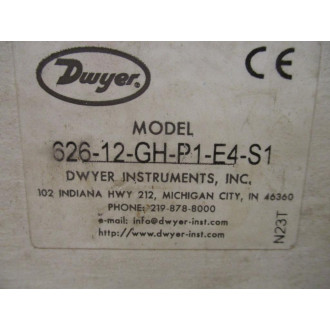 Dwyer.
CE
MODEL
626-12-GH-P1-E4-S1
DWYER INSTRUMENTS, INC.
102 INDIANA HWY 212, MICHIGAN CITY, IN 46360
PHONE: 219-878-8000
e-mail: info@dwyer-inst.com
www.dwyer-inst.com
N23T